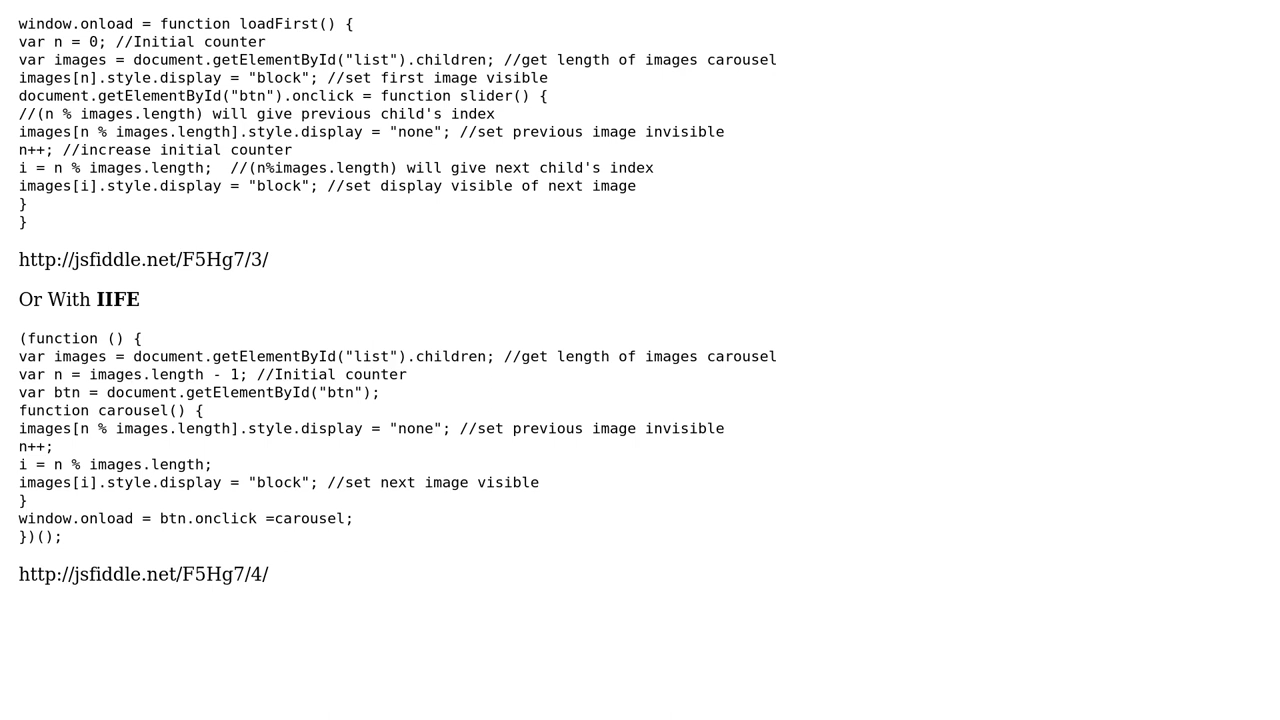 window.onload = function loadFirst() {
var n = 0; //Initial counter
var images = document.getElementById("list").children; //get length of images carousel
images[n].style.display = "block"; //set first image visible
document.getElementById("btn").onclick = function slider() {
//(n % images.length) will give previous child's index
images[n % images.length].style.display = "none"; //set previous image invisible
n++; //increase initial counter
i = n % images.length;  //(n%images.length) will give next child's index
images[i].style.display = "block"; //set display visible of next image
}
}
http://jsfiddle.net/F5Hg7/3/
Or With IIFE
(function () {
var images = document.getElementById("list").children; //get length of images carousel
var n = images.length - 1; //Initial counter
var btn = document.getElementById("btn");
function carousel() {
images[n % images.length].style.display = "none"; //set previous image invisible
n++;
i = n % images.length;
images[i].style.display = "block"; //set next image visible
}
window.onload = btn.onclick =carousel;
})();
http://jsfiddle.net/F5Hg7/4/